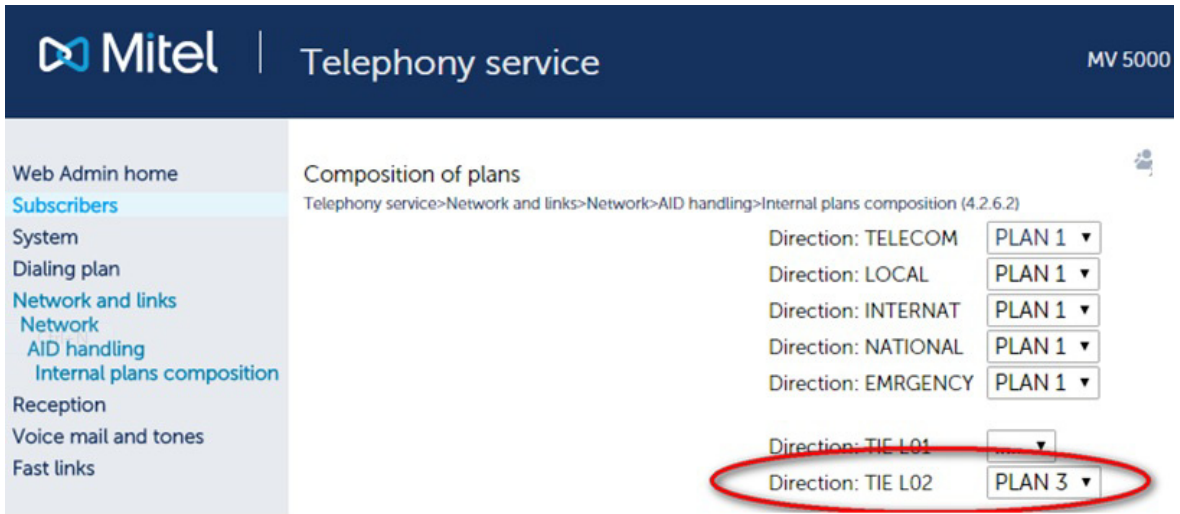 Mitel
Telephony service
MV 5000
Web Admin home
Subscribers
System
Dialing plan
Network and links
Network
AID handling
Internal plans composition
Reception
Voice mail and tones
Fast links
Composition of plans
Telephony service>Network and links>Network>AID handling>Internal plans composition (4.2.6.2)
Direction: TELECOM PLAN 1
Direction: LOCAL PLAN 1
Direction: INTERNAT PLAN 1
Direction: NATIONAL PLAN 1
Direction: EMRGENCY PLAN 1
Direction: TIE L01
Direction: TIE L02 PLAN 3